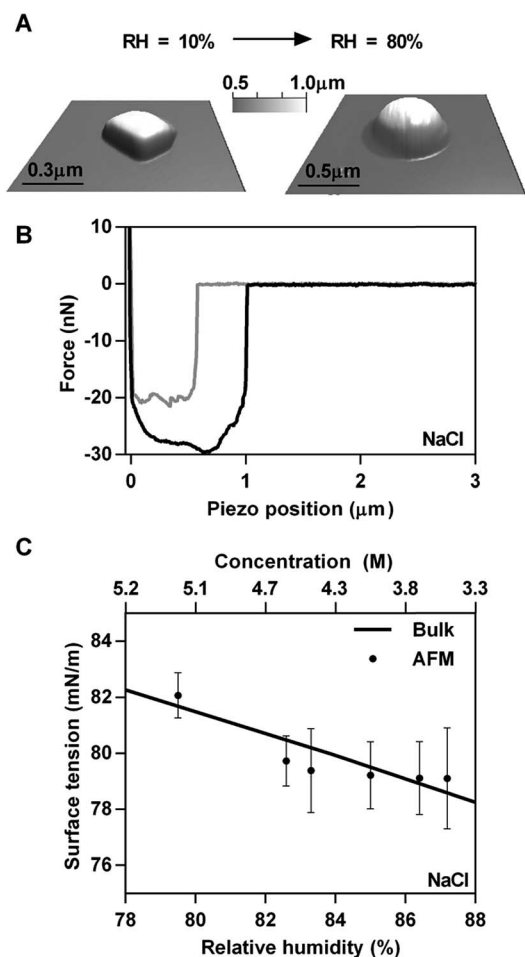 A
RH = 10% RH = 80%
0.5 1.0μm
0.3μm 0.5μm
B
10
0
-10
-20
-30
Force (nN)
0 1 2 3
NaCl
Piezo position (μm)
C
Concentration (M)
5.2 5.1 4.7 4.3 3.8 3.3
84
82
80
78
76
Surface tension (mN/m)
Bulk
AFM
NaCl
78 80 82 84 86 88
Relative humidity (%)